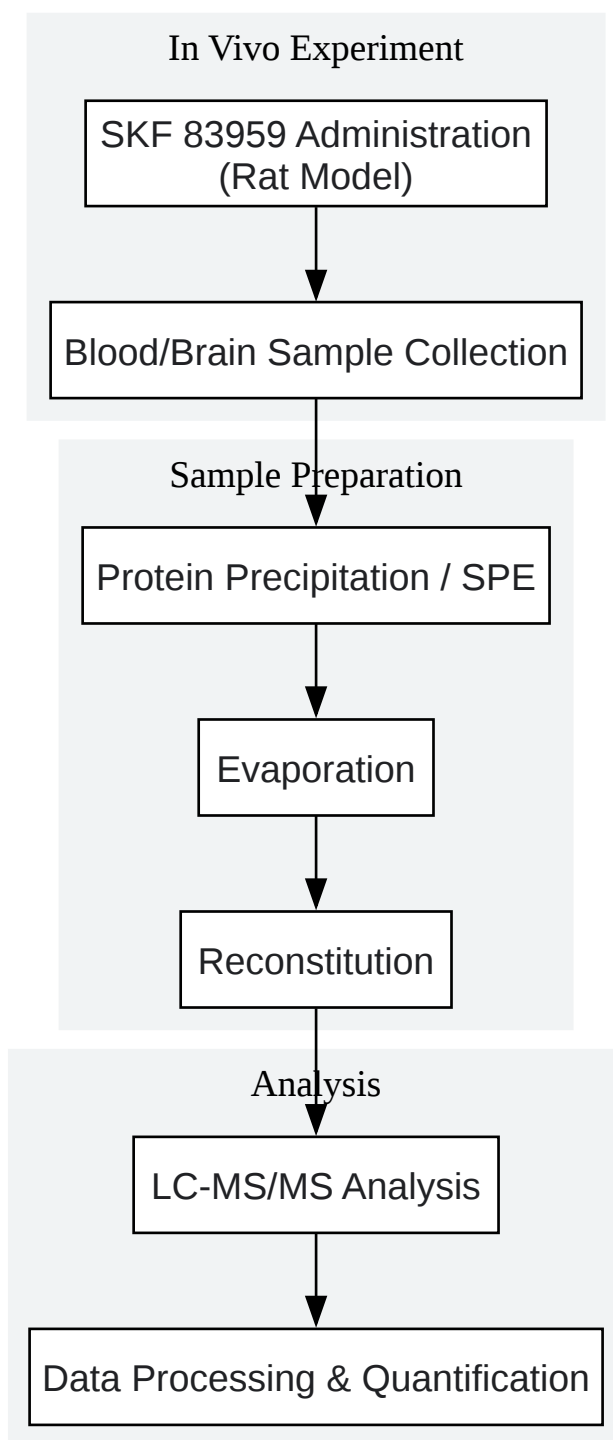 In Vivo Experiment
SKF 83959 Administration
(Rat Model)
Blood/Brain Sample Collection
Sample Preparation
Protein Precipitation / SPE
Evaporation
Reconstitution
Analysis
LC-MS/MS Analysis
Data Processing & Quantification